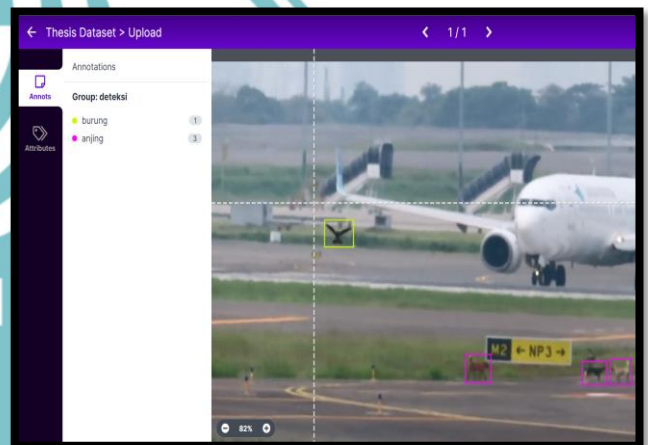 ← Thesis Dataset > Upload
< 1 / 1 >
Annots
Attributes
Annotations
Group: deteksi
burung 1
anjing 3
M2 ← NP3 →
82%